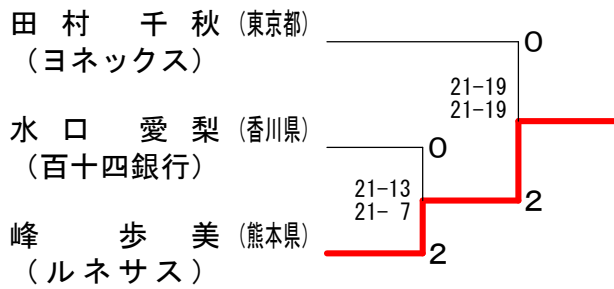 田村 千秋 (東京都)
(ヨネックス)
0
21-19
21-19
水口 愛梨 (香川県)
(百十四銀行)
0
21-13
21- 7
2
峰 歩美 (熊本県)
(ルネサス)
2